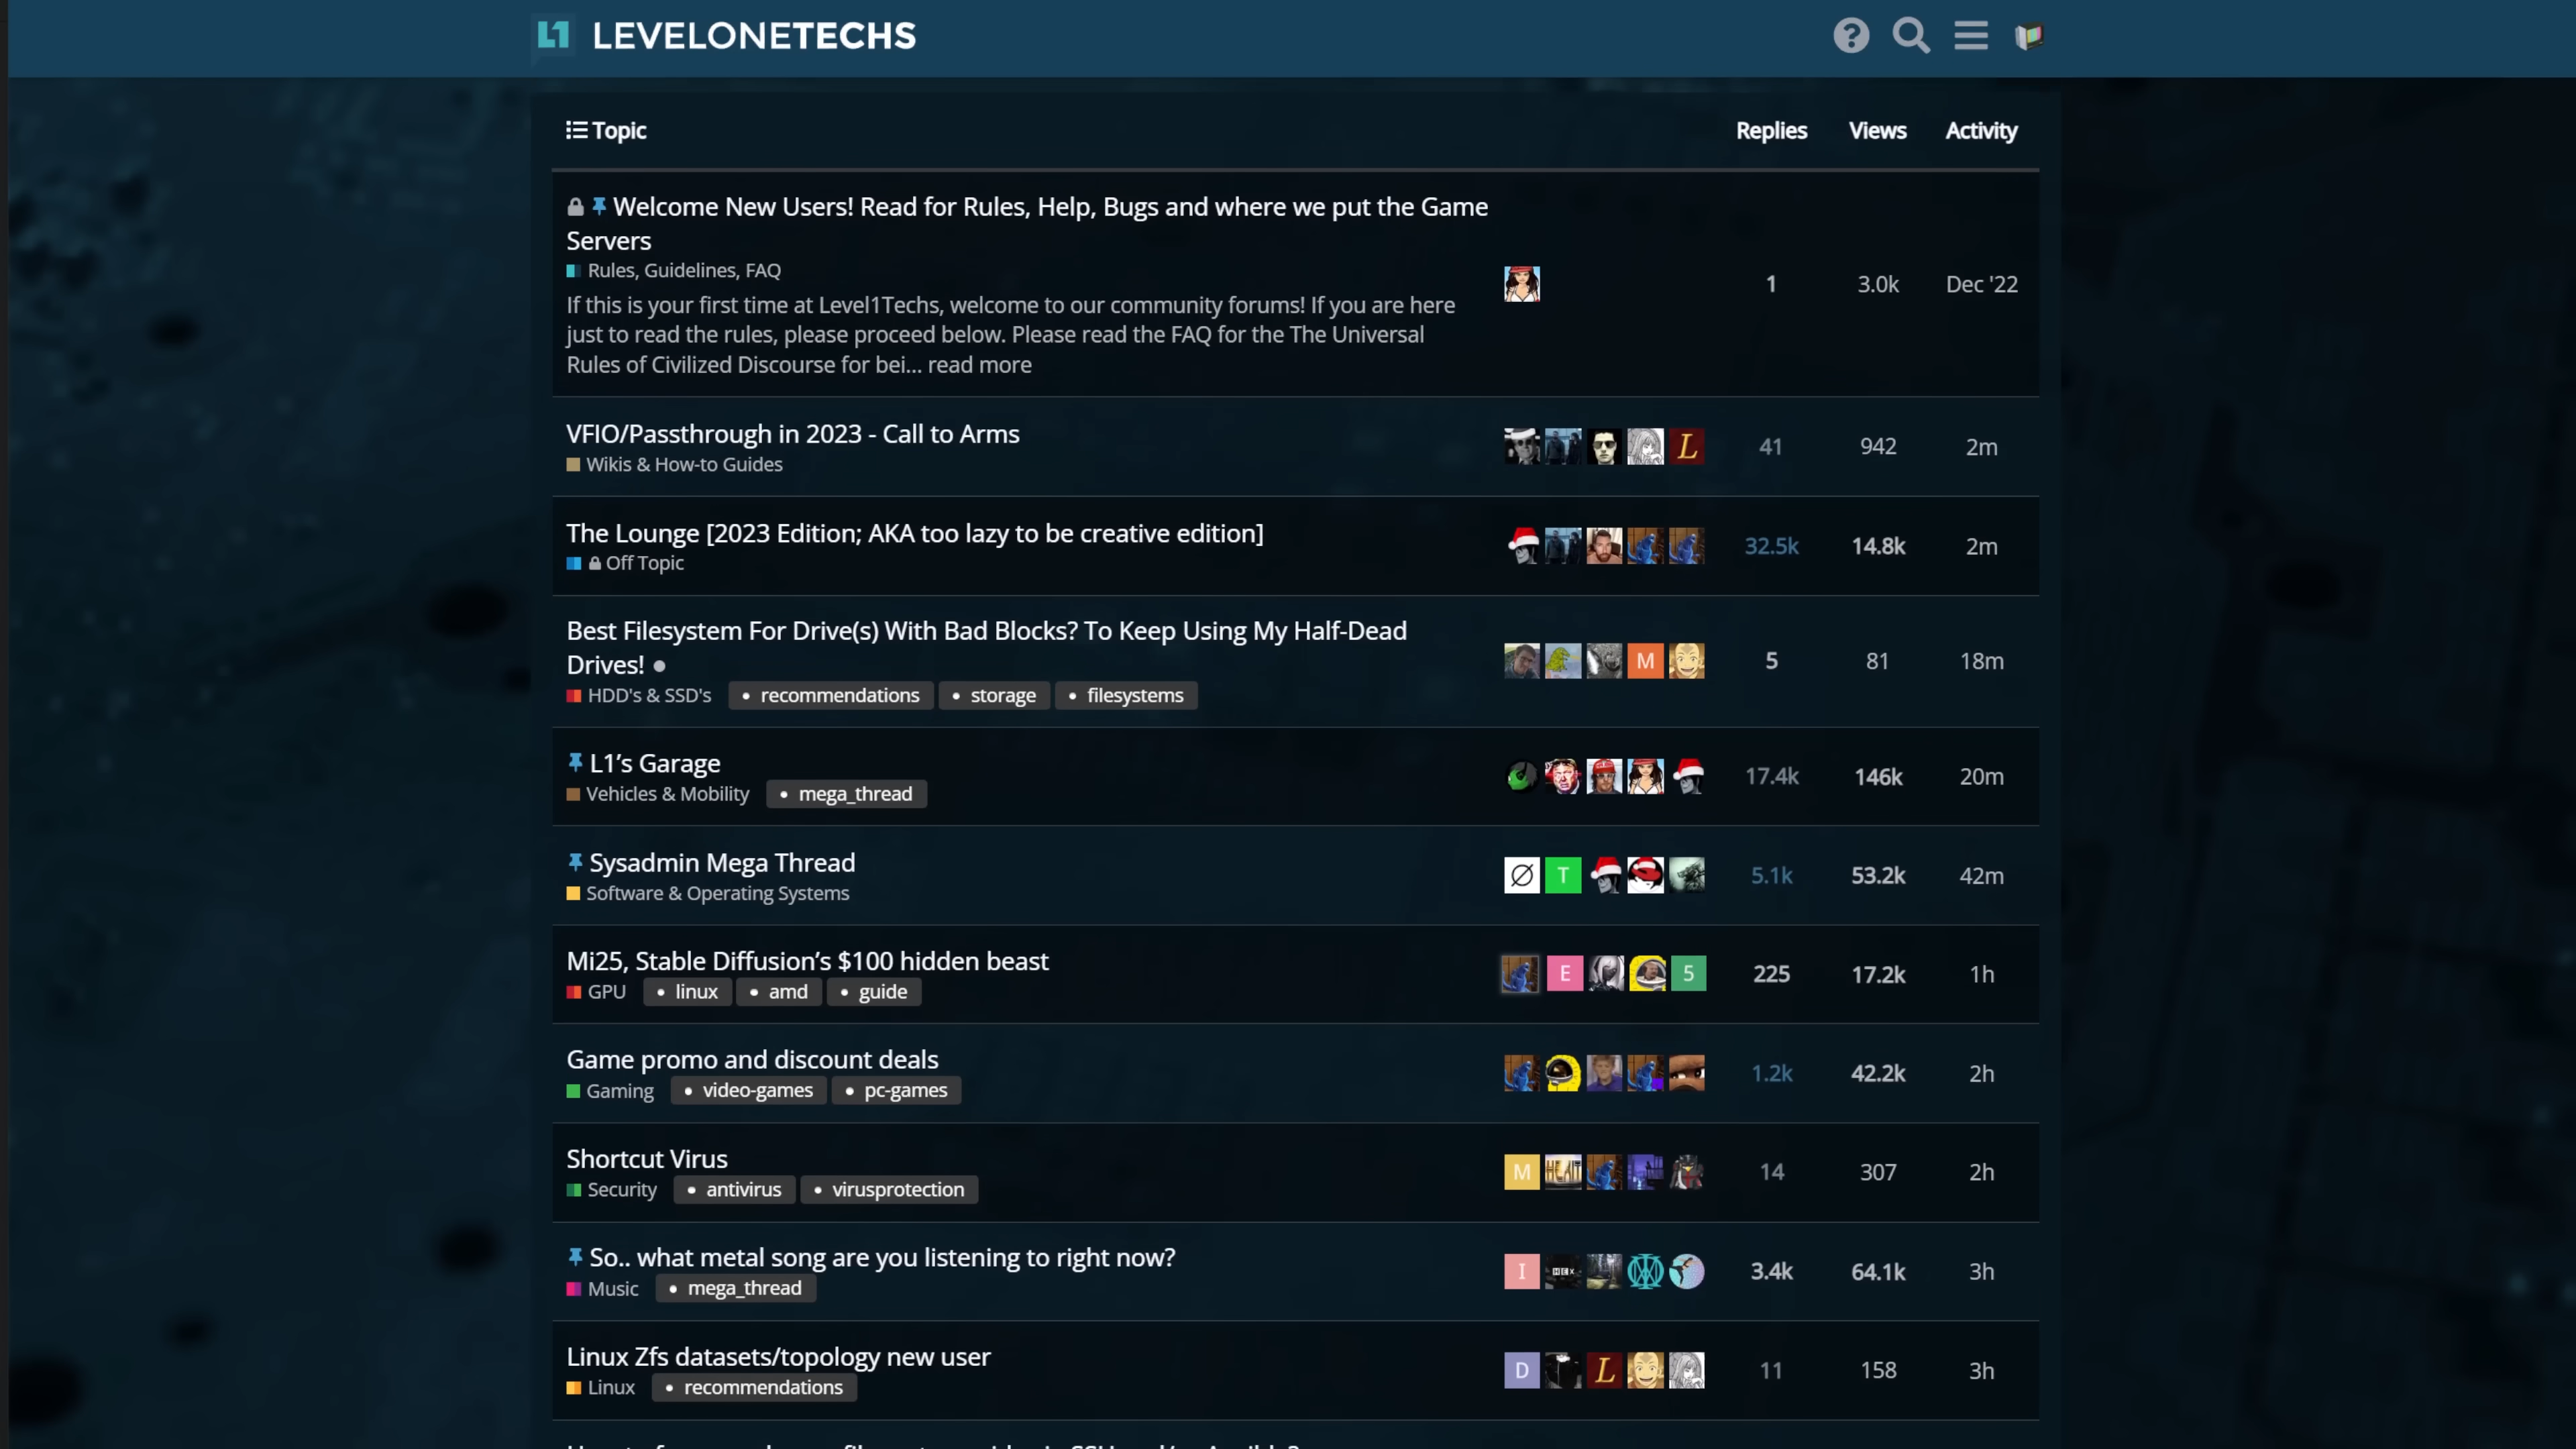 L1 LEVELONETECHS
Topic Replies Views Activity
Welcome New Users! Read for Rules, Help, Bugs and where we put the Game
Servers
Rules, Guidelines, FAQ
If this is your first time at Level1Techs, welcome to our community forums! If you are here
just to read the rules, please proceed below. Please read the FAQ for the The Universal
Rules of Civilized Discourse for bei... read more
1 3.0k Dec '22
VFIO/Passthrough in 2023 - Call to Arms
Wikis & How-to Guides
L 41 942 2m
The Lounge [2023 Edition; AKA too lazy to be creative edition]
Off Topic
32.5k 14.8k 2m
Best Filesystem For Drive(s) With Bad Blocks? To Keep Using My Half-Dead
Drives!
HDD's & SSD's • recommendations • storage • filesystems
M 5 81 18m
L1’s Garage
Vehicles & Mobility • mega_thread
17.4k 146k 20m
Sysadmin Mega Thread
Software & Operating Systems
T 5.1k 53.2k 42m
Mi25, Stable Diffusion’s $100 hidden beast
GPU • linux • amd • guide
E 5 225 17.2k 1h
Game promo and discount deals
Gaming • video-games • pc-games
1.2k 42.2k 2h
Shortcut Virus
Security • antivirus • virusprotection
M HEAT 14 307 2h
So.. what metal song are you listening to right now?
Music • mega_thread
I HEX 3.4k 64.1k 3h
Linux Zfs datasets/topology new user
Linux • recommendations
D L 11 158 3h